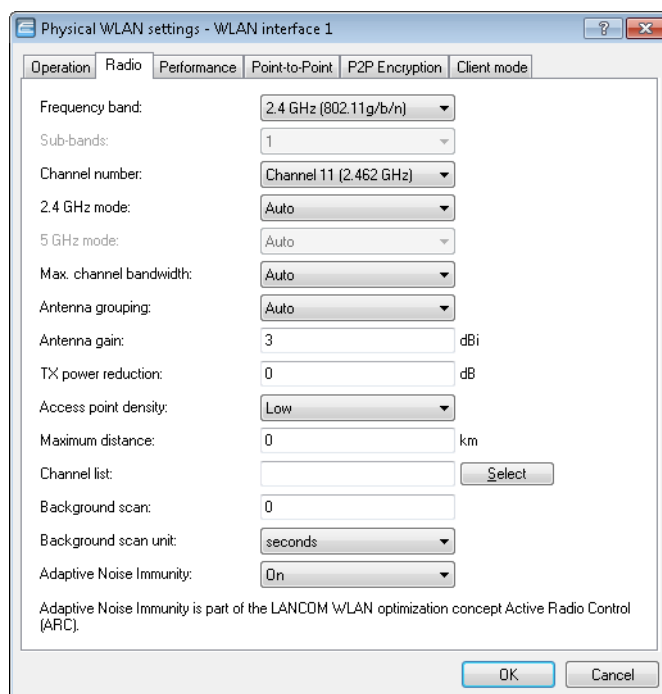 Physical WLAN settings - WLAN interface 1
Operation Radio Performance Point-to-Point P2P Encryption Client mode
Frequency band: 2.4 GHz (802.11g/b/n)
Sub-bands: 1
Channel number: Channel 11 (2.462 GHz)
2.4 GHz mode: Auto
5 GHz mode: Auto
Max. channel bandwidth: Auto
Antenna grouping: Auto
Antenna gain: 3 dBi
TX power reduction: 0 dB
Access point density: Low
Maximum distance: 0 km
Channel list: Select
Background scan: 0
Background scan unit: seconds
Adaptive Noise Immunity: On
Adaptive Noise Immunity is part of the LANCOM WLAN optimization concept Active Radio Control
(ARC).
OK Cancel